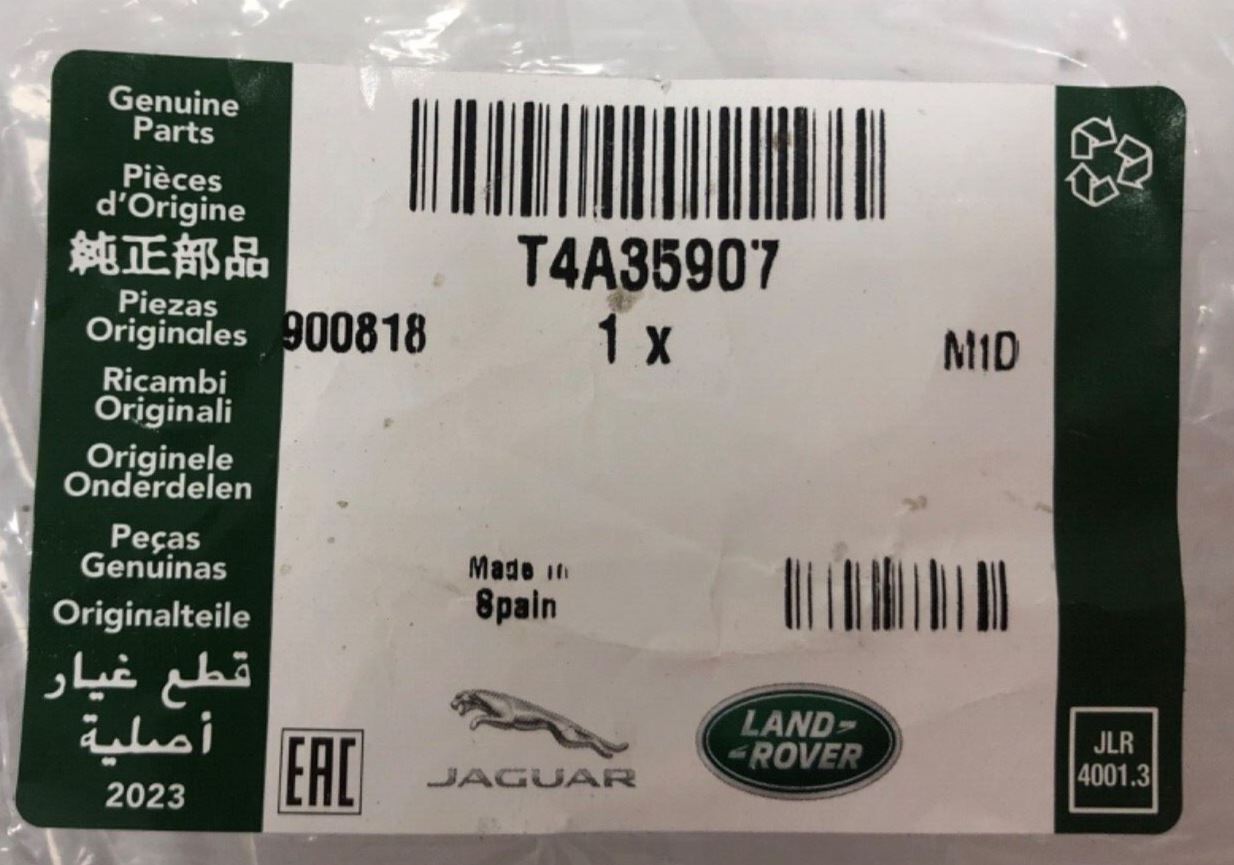 Genuine
Parts
Pièces
d'Origine
純正部品
Piezas
Originales
Ricambi
Originali
Originele
Onderdelen
Peças
Genuinas
Originalteile
قطع غيار
أصلية
2023
T4A35907
900818
1 x
M1D
Made in
Spain
EAC
JAGUAR
LAND-
-ROVER
JLR
4001.3